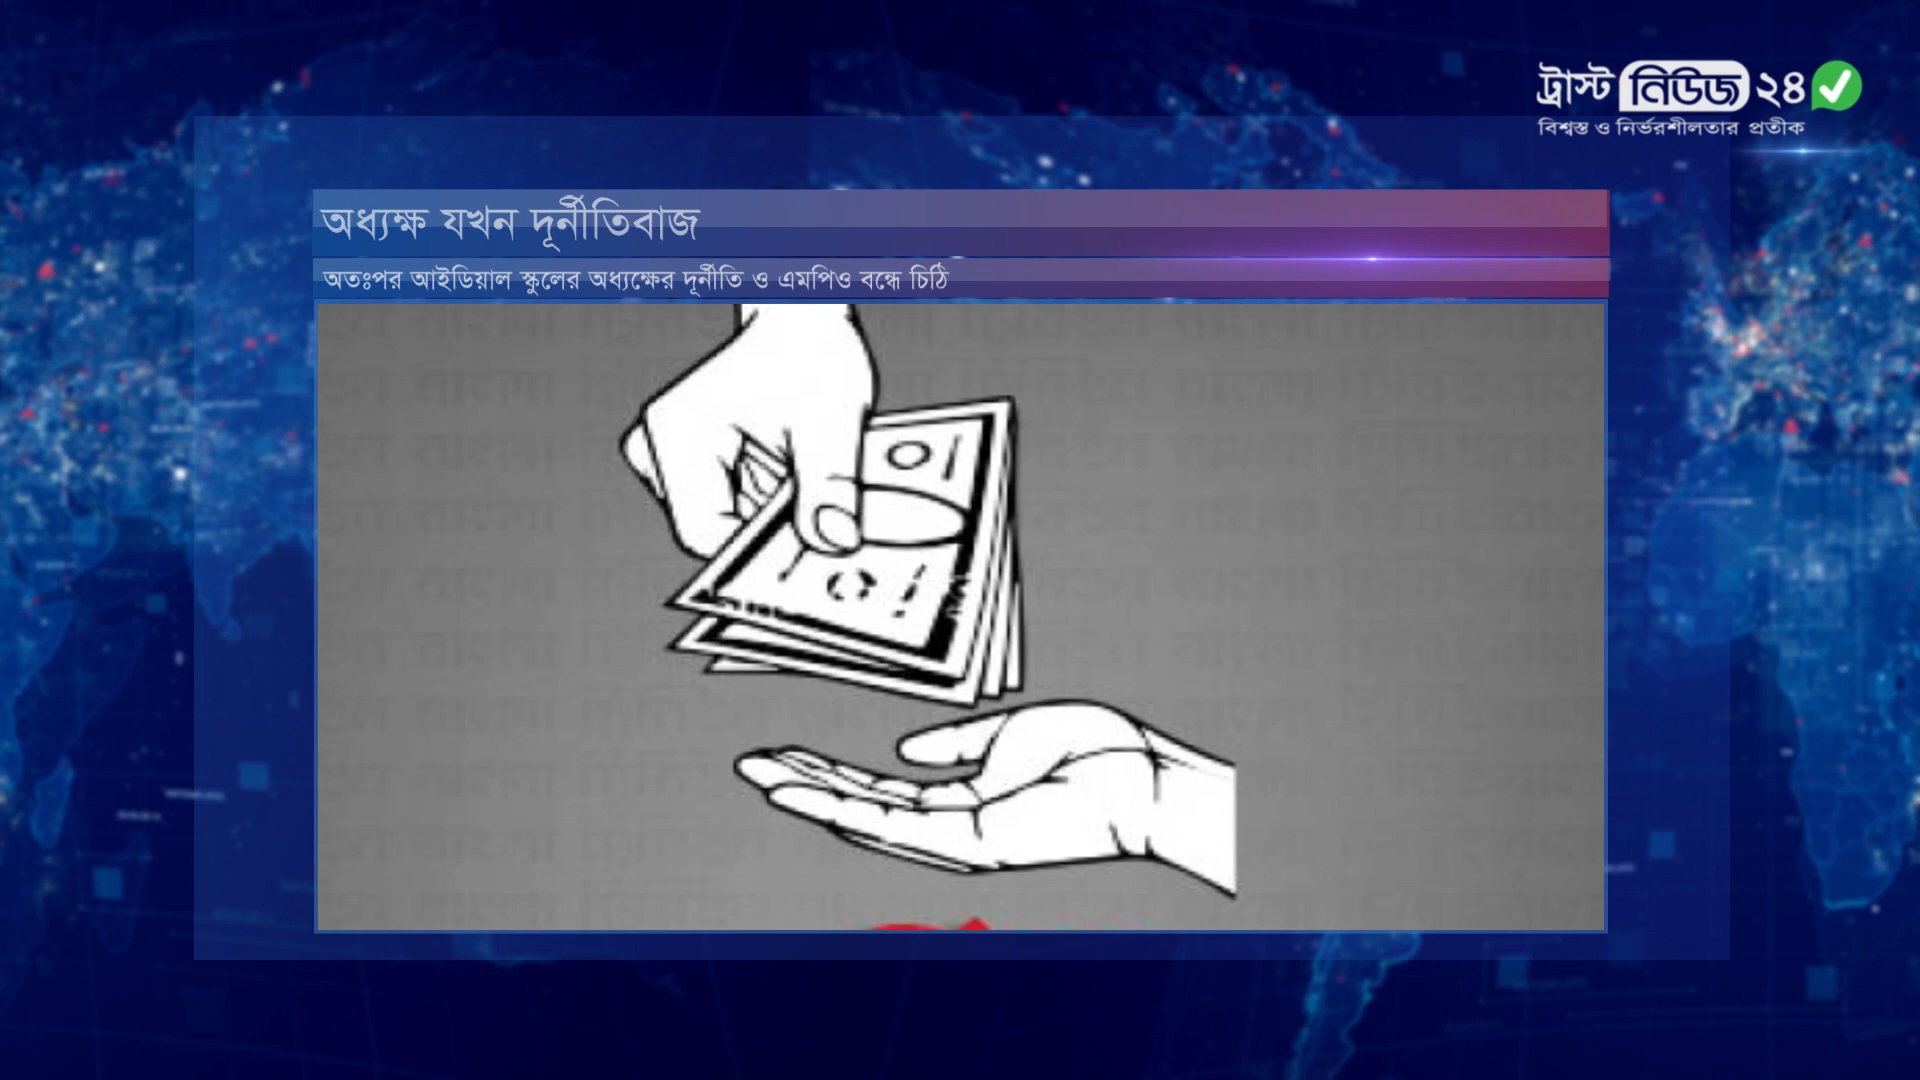 ট্রাস্ট নিউজ ২৪
বিশ্বস্ত ও নির্ভরশীলতার প্রতীক
অধ্যক্ষ যখন দূর্নীতিবাজ
অতঃপর আইডিয়াল স্কুলের অধ্যক্ষের দূর্নীতি ও এমপিও বন্ধে চিঠি